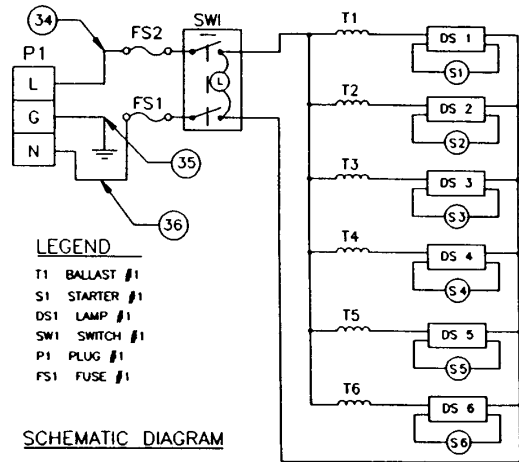 34
FS2
SW1
P1
L
G
N
FS1
L
35
36
T1
DS 1
S1
T2
DS 2
S2
T3
DS 3
S3
T4
DS 4
S4
T5
DS 5
S5
T6
DS 6
S6
LEGEND
T1 BALLAST #1
S1 STARTER #1
DS1 LAMP #1
SW1 SWITCH #1
P1 PLUG #1
FS1 FUSE #1
SCHEMATIC DIAGRAM